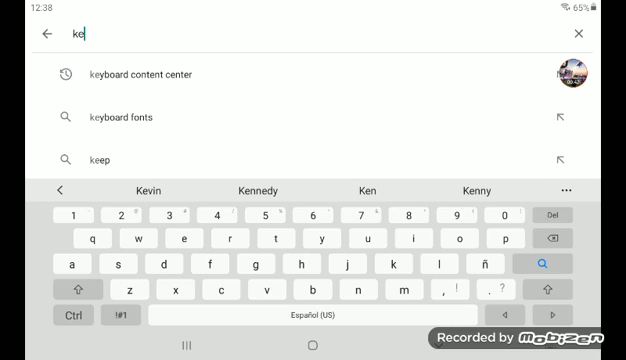 12:38 65%
ke
keyboard content center
keyboard fonts
keep
Kevin Kennedy Ken Kenny
1 2 3 4 5 6 7 8 9 0 Del
q w e r t y u i o p
a s d f g h j k l ñ
z x c v b n m , ! . ?
Ctrl !#1 Español (US)
Recorded by mobizen